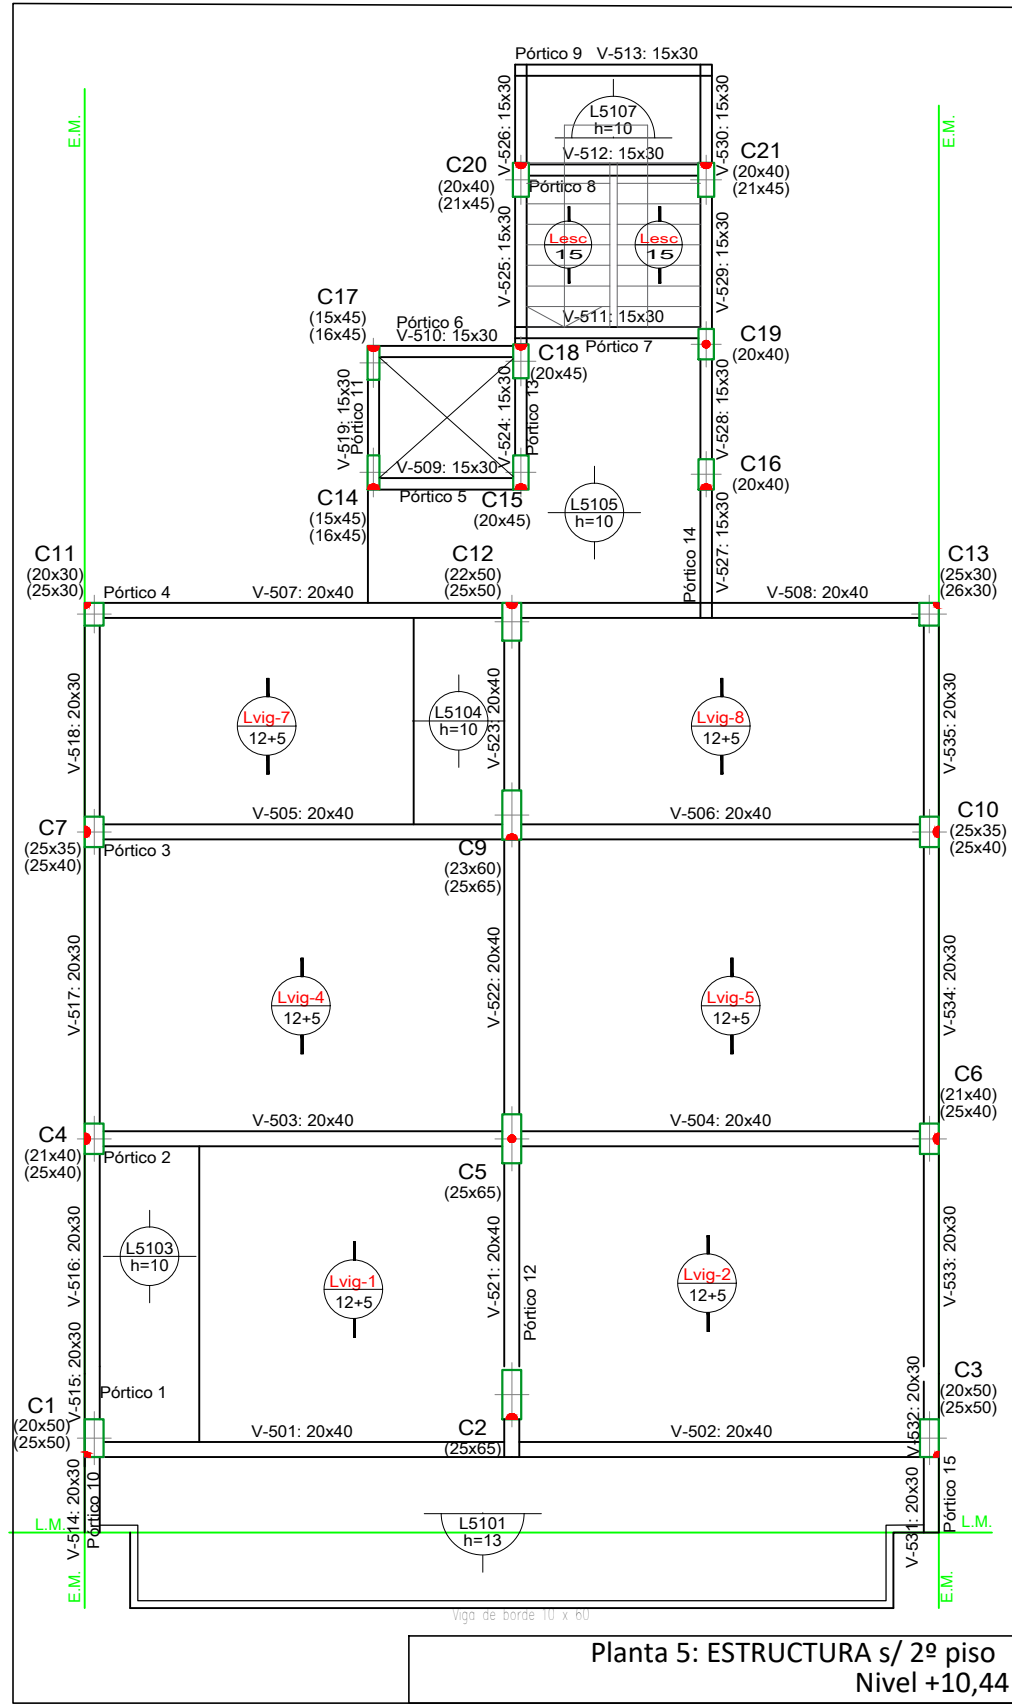 Pórtico 9
V-513: 15x30
E.M.
E.M.
V-526: 15x30
V-530: 15x30
L5107
h=10
V-512: 15x30
C20
(20x40)
(21x45)
Pórtico 8
C21
(20x40)
(21x45)
V-525: 15x30
Lesc
15
Lesc
15
V-529: 15x30
C17
(15x45)
(16x45)
Pórtico 6
V-510: 15x30
V-511: 15x30
Pórtico 7
C18
(20x45)
C19
(20x40)
V-519: 15x30
Pórtico 11
V-524: 15x30
Pórtico 13
V-528: 15x30
V-509: 15x30
Pórtico 5
C14
(15x45)
(16x45)
C15
(20x45)
C16
(20x40)
L5105
h=10
Pórtico 14
V-527: 15x30
C11
(20x30)
(25x30)
Pórtico 4
V-507: 20x40
C12
(22x50)
(25x50)
V-508: 20x40
C13
(25x30)
(26x30)
V-518: 20x30
Lvig-7
12+5
L5104
h=10
V-523: 20x40
Lvig-8
12+5
V-535: 20x30
C7
(25x35)
(25x40)
V-505: 20x40
Pórtico 3
C9
(23x60)
(25x65)
V-506: 20x40
C10
(25x35)
(25x40)
V-517: 20x30
Lvig-4
12+5
V-522: 20x40
Lvig-5
12+5
V-534: 20x30
C4
(21x40)
(25x40)
V-503: 20x40
Pórtico 2
C5
(25x65)
V-504: 20x40
C6
(21x40)
(25x40)
V-516: 20x30
L5103
h=10
Lvig-1
12+5
V-521: 20x40
Pórtico 12
Lvig-2
12+5
V-533: 20x30
V-515: 20x30
Pórtico 1
C1
(20x50)
(25x50)
V-501: 20x40
C2
(25x65)
V-502: 20x40
V-532: 20x30
C3
(20x50)
(25x50)
V-514: 20x30
Pórtico 10
L5101
h=13
V-531: 20x30
Pórtico 15
L.M.
L.M.
E.M.
E.M.
Viga de borde 10 x 60
Planta 5: ESTRUCTURA s/ 2º piso
Nivel +10,44